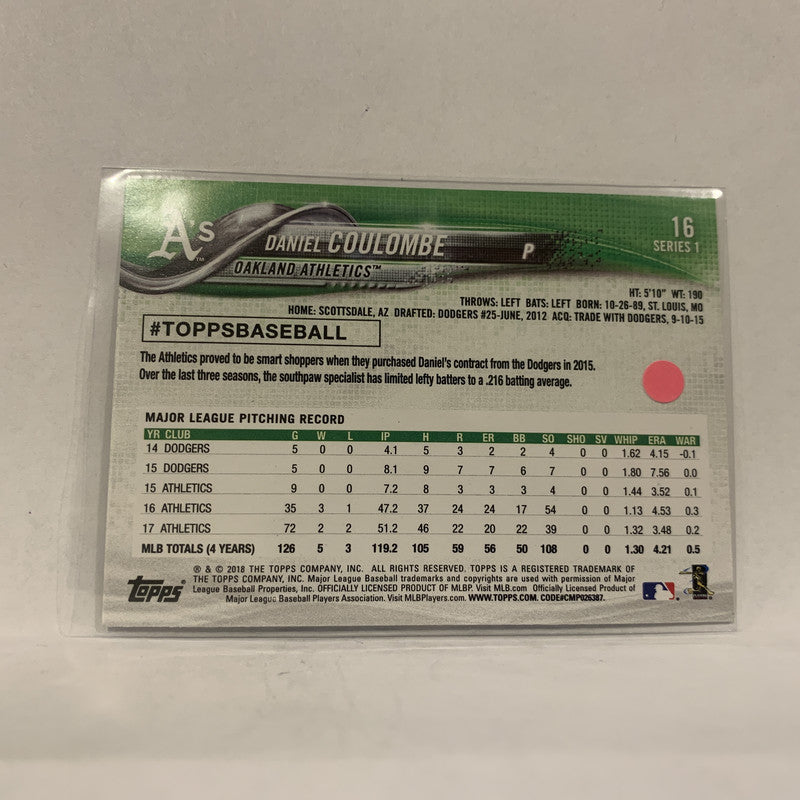 A's™
16
SERIES 1
DANIEL COULOMBE P
OAKLAND ATHLETICS™
HT: 5'10" WT: 190
THROWS: LEFT BATS: LEFT BORN: 10-26-89, ST. LOUIS, MO
HOME: SCOTTSDALE, AZ DRAFTED: DODGERS #25-JUNE, 2012 ACQ: TRADE WITH DODGERS, 9-10-15
#TOPPSBASEBALL
The Athletics proved to be smart shoppers when they purchased Daniel's contract from the Dodgers in 2015.
Over the last three seasons, the southpaw specialist has limited lefty batters to a .216 batting average.
MAJOR LEAGUE PITCHING RECORD
YR CLUB G W L IP H R ER BB SO SHO SV WHIP ERA WAR
14 DODGERS 5 0 0 4.1 5 3 2 2 4 0 0 1.62 4.15 -0.1
15 DODGERS 5 0 0 8.1 9 7 7 6 7 0 0 1.80 7.56 0.0
15 ATHLETICS 9 0 0 7.2 8 3 3 3 4 0 0 1.44 3.52 0.1
16 ATHLETICS 35 3 1 47.2 37 24 24 17 54 0 0 1.13 4.53 0.3
17 ATHLETICS 72 2 2 51.2 46 22 20 22 39 0 0 1.32 3.48 0.2
MLB TOTALS (4 YEARS) 126 5 3 119.2 105 59 56 50 108 0 0 1.30 4.21 0.5
® & © 2018 THE TOPPS COMPANY, INC. ALL RIGHTS RESERVED. TOPPS IS A REGISTERED TRADEMARK OF
THE TOPPS COMPANY, INC. Major League Baseball trademarks and copyrights are used with permission of Major
League Baseball Properties, Inc. OFFICIALLY LICENSED PRODUCT OF MLBP. Visit MLB.com Officially Licensed Product of
Major League Baseball Players Association. Visit MLBPlayers.com. WWW.TOPPS.COM. CODE#CMP026387.
Topps®